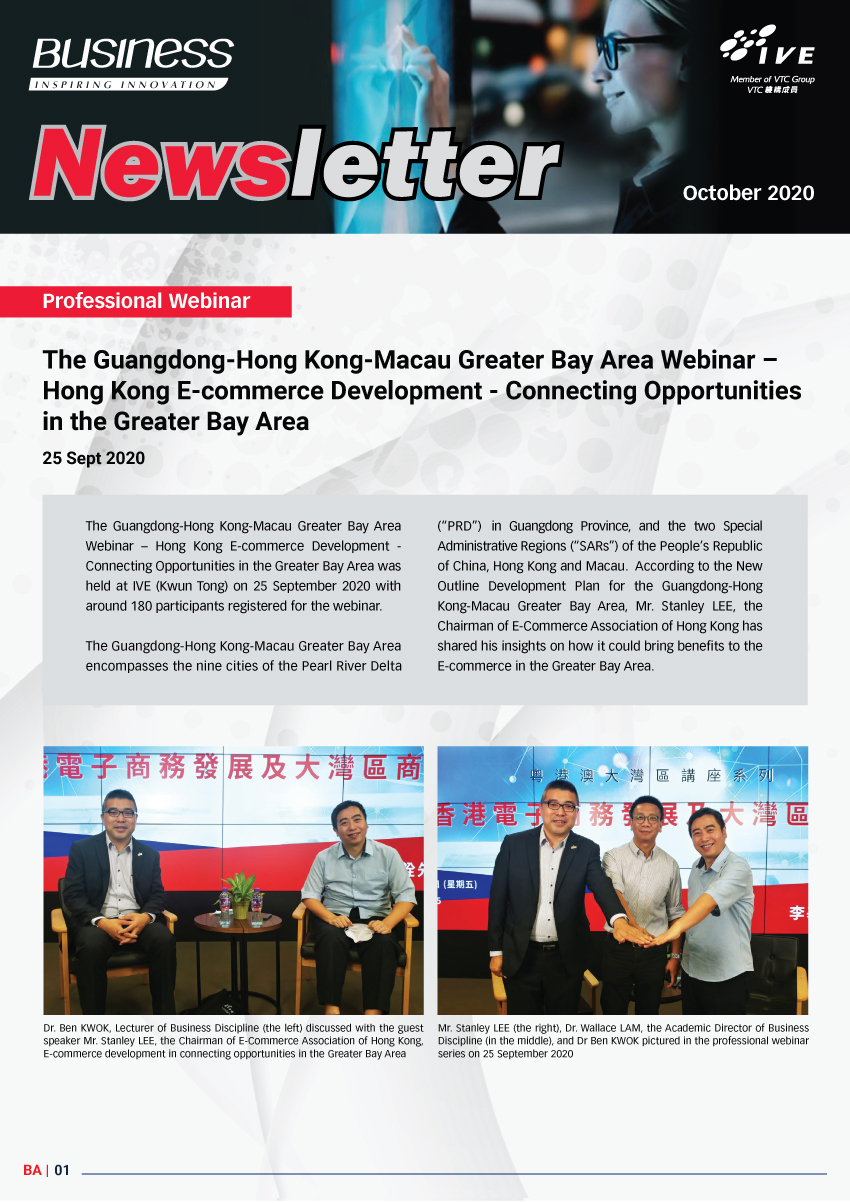 BUSINESS
INSPIRING INNOVATION
IVE
Member of VTC Group
VTC 機構成員
Newsletter
October 2020
Professional Webinar
The Guangdong-Hong Kong-Macau Greater Bay Area Webinar –
Hong Kong E-commerce Development - Connecting Opportunities
in the Greater Bay Area
25 Sept 2020
The Guangdong-Hong Kong-Macau Greater Bay Area
Webinar – Hong Kong E-commerce Development -
Connecting Opportunities in the Greater Bay Area was
held at IVE (Kwun Tong) on 25 September 2020 with
around 180 participants registered for the webinar.
The Guangdong-Hong Kong-Macau Greater Bay Area
encompasses the nine cities of the Pearl River Delta
(“PRD”) in Guangdong Province, and the two Special
Administrative Regions (“SARs”) of the People’s Republic
of China, Hong Kong and Macau. According to the New
Outline Development Plan for the Guangdong-Hong
Kong-Macau Greater Bay Area, Mr. Stanley LEE, the
Chairman of E-Commerce Association of Hong Kong has
shared his insights on how it could bring benefits to the
E-commerce in the Greater Bay Area.
港電子商務發展及大灣區商
粵港澳大灣區講座系列
香港電子商務發展及大灣區
(星期五)
李
Dr. Ben KWOK, Lecturer of Business Discipline (the left) discussed with the guest
speaker Mr. Stanley LEE, the Chairman of E-Commerce Association of Hong Kong,
E-commerce development in connecting opportunities in the Greater Bay Area
Mr. Stanley LEE (the right), Dr. Wallace LAM, the Academic Director of Business
Discipline (in the middle), and Dr Ben KWOK pictured in the professional webinar
series on 25 September 2020
BA | 01